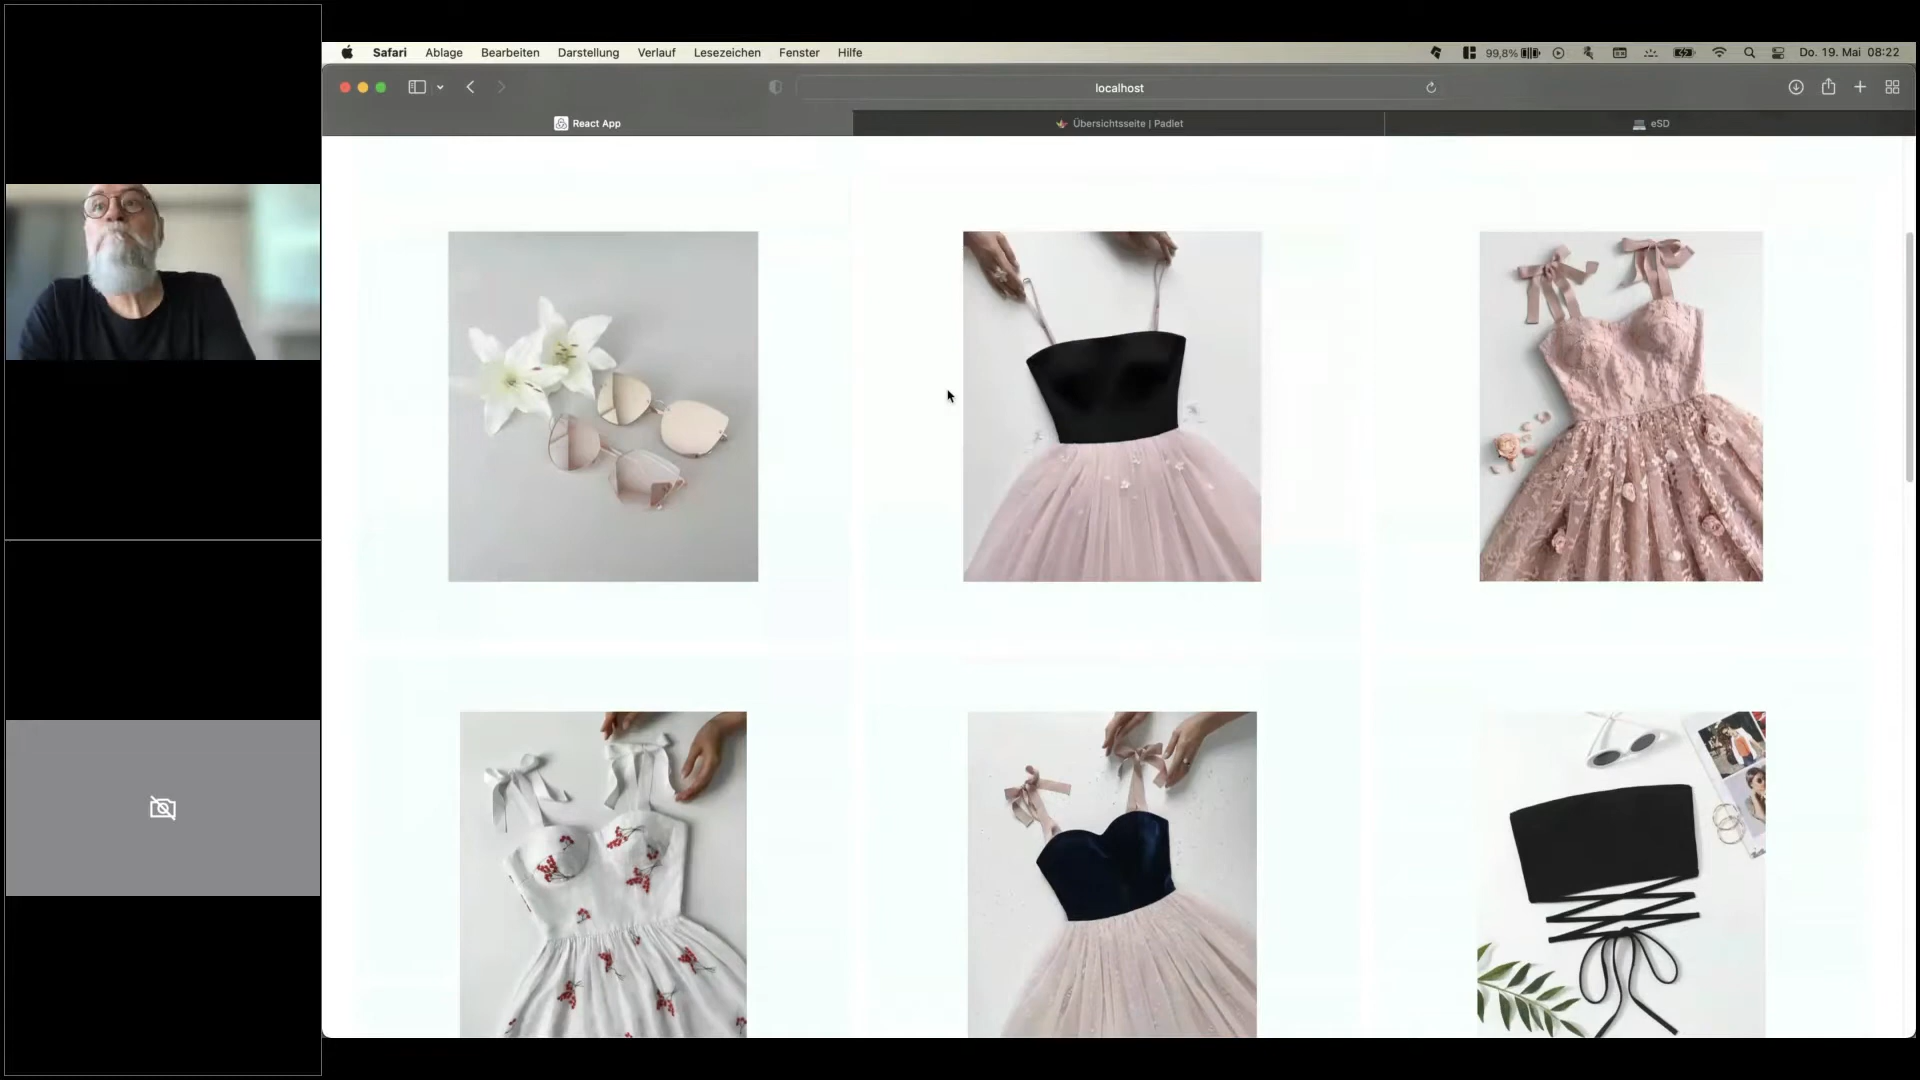 Safari Ablage Bearbeiten Darstellung Verlauf Lesezeichen Fenster Hilfe 99,8% Do. 19. Mai 08:22
localhost
React App Übersichtsseite | Padlet eSD